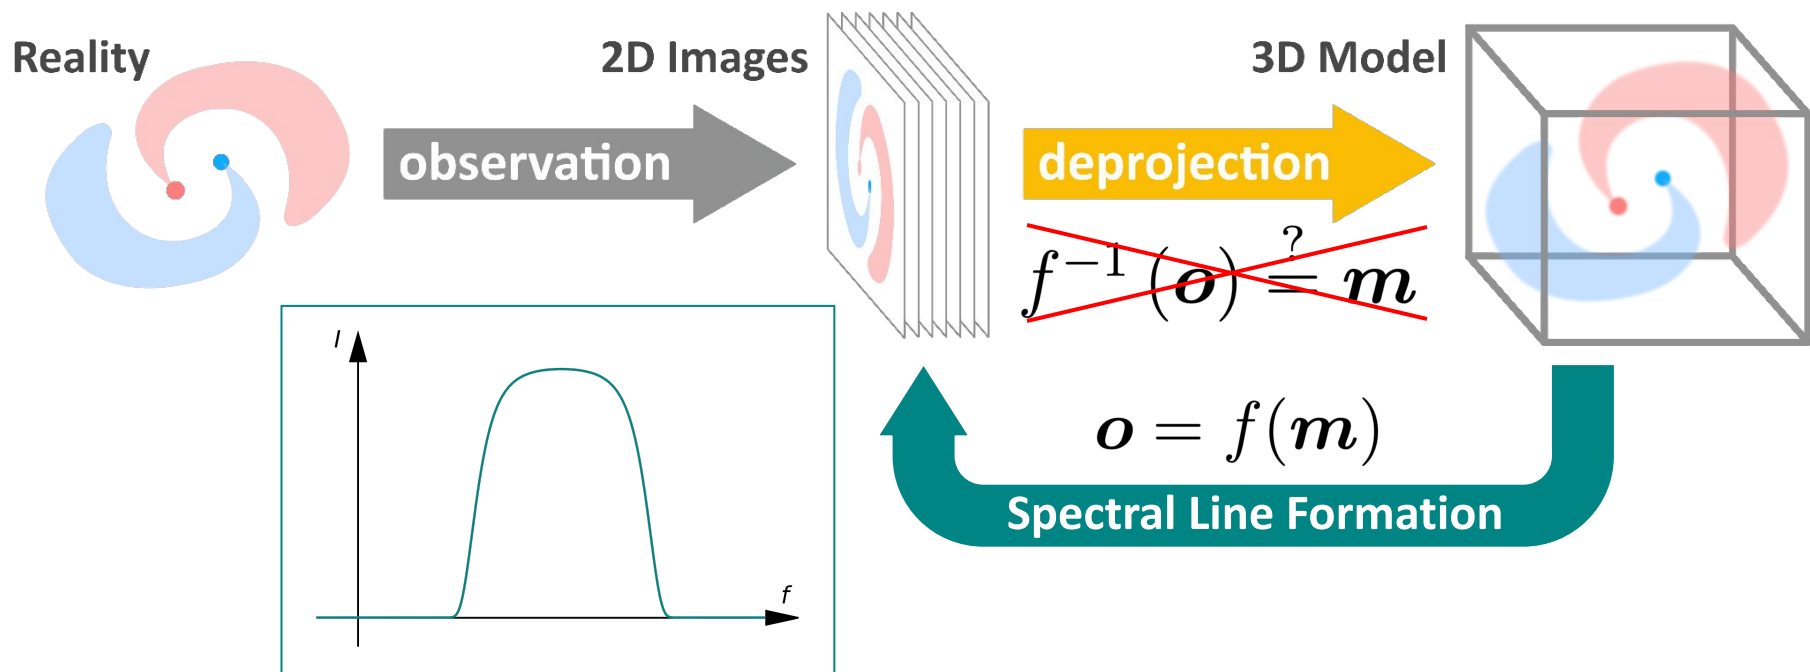 Reality
2D Images
3D Model
observation
deprojection
f⁻¹(o) ≟ m
I
f
o = f(m)
Spectral Line Formation